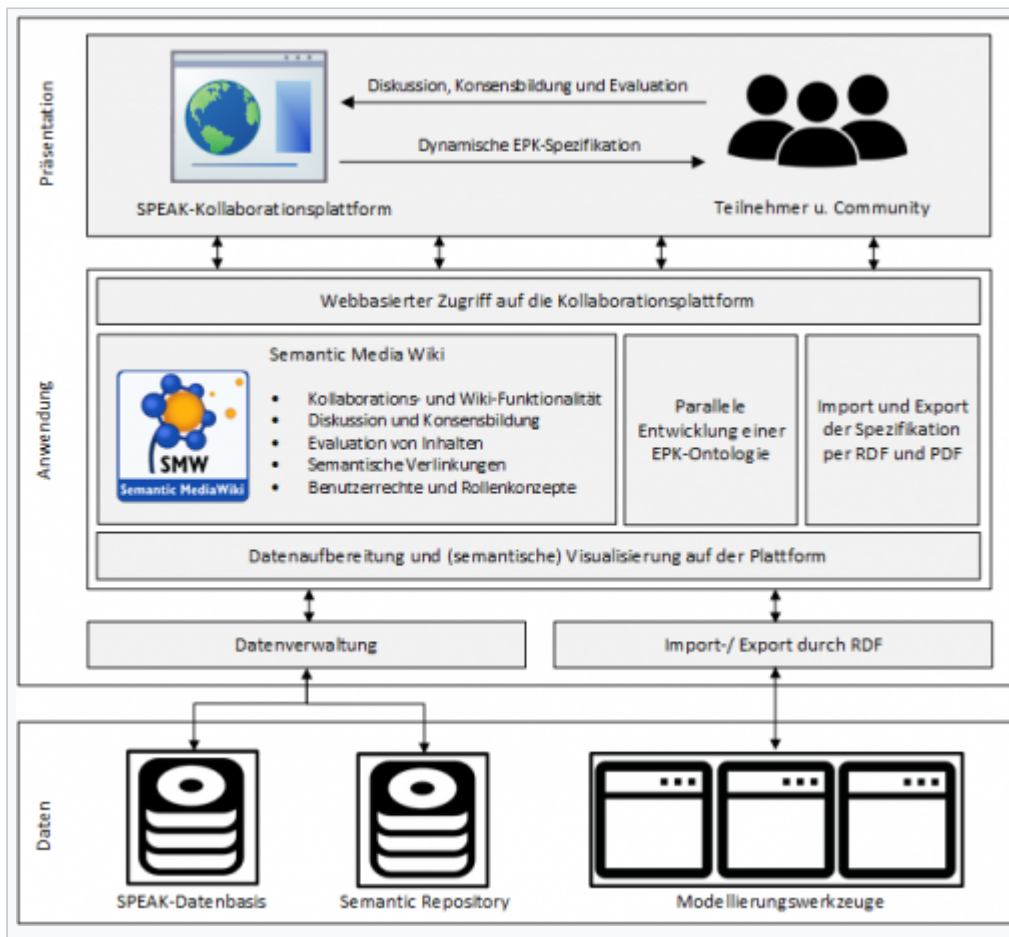 Präsentation
Diskussion, Konsensbildung und Evaluation
Dynamische EPK-Spezifikation
SPEAK-Kollaborationsplattform
Teilnehmer u. Community
Anwendung
Webbasierter Zugriff auf die Kollaborationsplattform
Semantic Media Wiki
SMW
Semantic MediaWiki
• Kollaborations- und Wiki-Funktionalität
• Diskussion und Konsensbildung
• Evaluation von Inhalten
• Semantische Verlinkungen
• Benutzerrechte und Rollenkonzepte
Parallele
Entwicklung einer
EPK-Ontologie
Import und Export
der Spezifikation
per RDF und PDF
Datenaufbereitung und (semantische) Visualisierung auf der Plattform
Datenverwaltung
Import-/ Export durch RDF
Daten
SPEAK-Datenbasis
Semantic Repository
Modellierungswerkzeuge